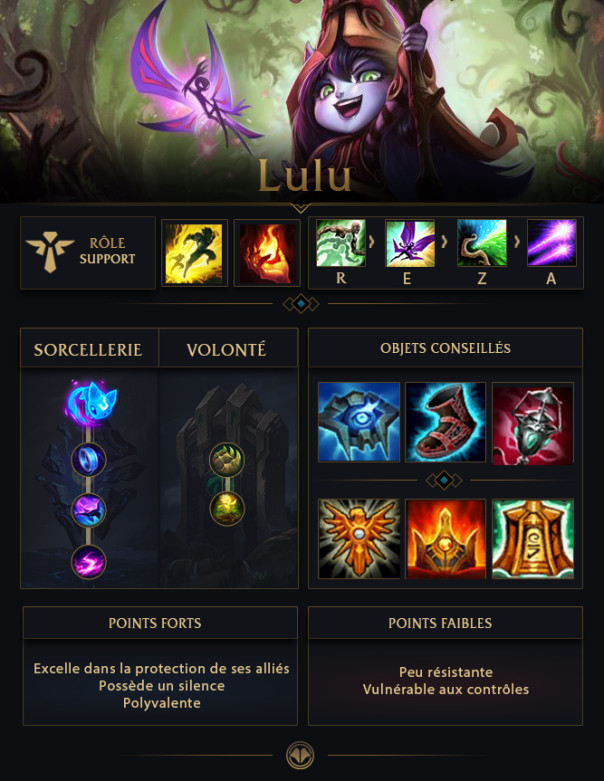 Lulu
RÔLE
SUPPORT
R
E
Z
A
SORCELLERIE
VOLONTÉ
OBJETS CONSEILLÉS
POINTS FORTS
Excelle dans la protection de ses alliés
Possède un silence
Polyvalente
POINTS FAIBLES
Peu résistante
Vulnérable aux contrôles